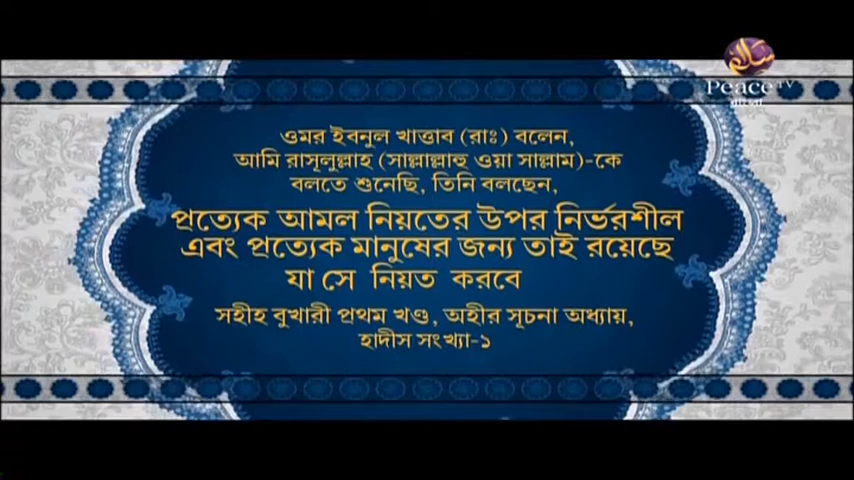 سلام
Peace TV
বাংলা
ওমর ইবনুল খাত্তাব (রাঃ) বলেন,
আমি রাসূলুল্লাহ (সাল্লাল্লাহু ওয়া সাল্লাম)-কে
বলতে শুনেছি, তিনি বলছেন,
প্রত্যেক আমল নিয়তের উপর নির্ভরশীল
এবং প্রত্যেক মানুষের জন্য তাই রয়েছে
যা সে নিয়ত করবে
সহীহ বুখারী প্রথম খণ্ড, অহীর সূচনা অধ্যায়,
হাদীস সংখ্যা-১